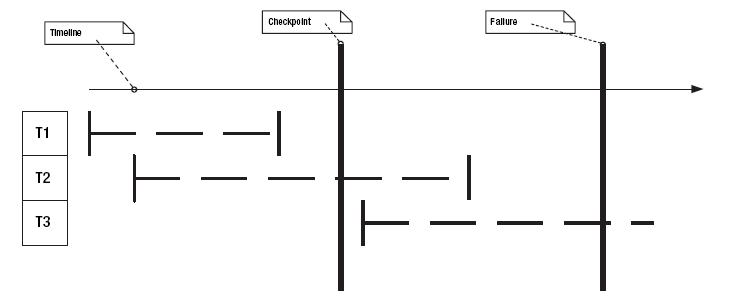 Timeline
Checkpoint
Failure
T1
T2
T3